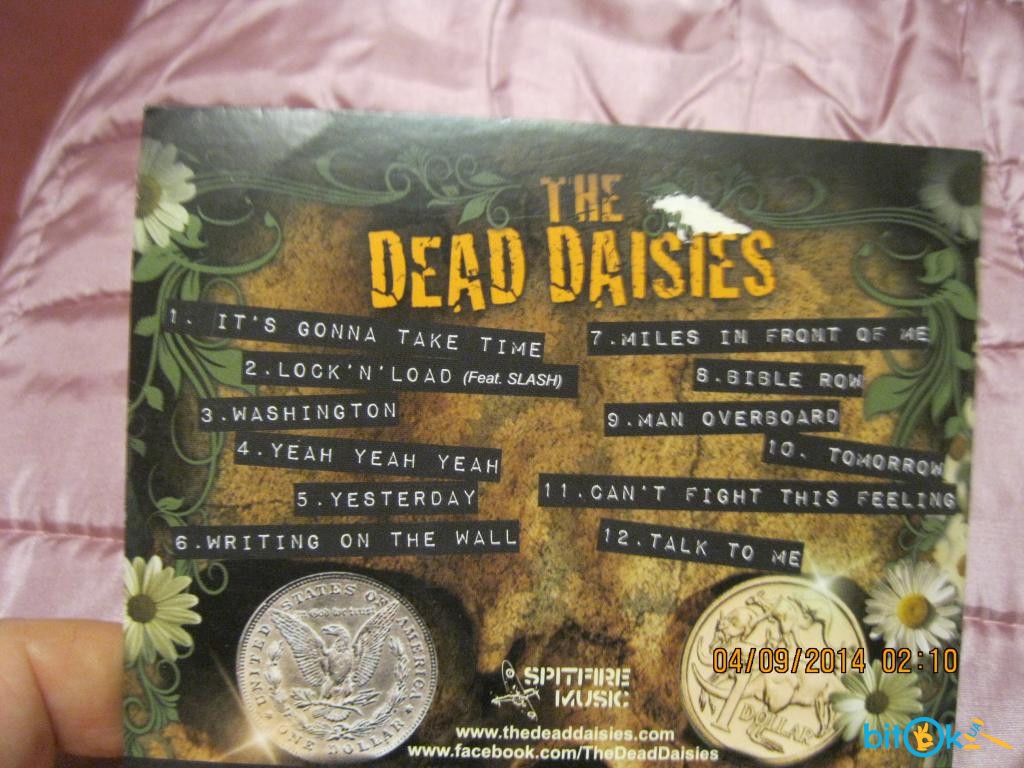 THE
DEAD DAISIES
1. IT'S GONNA TAKE TIME
2.LOCK'N'LOAD (Feat. SLASH)
3.WASHINGTON
4.YEAH YEAH YEAH
5.YESTERDAY
6.WRITING ON THE WALL
7.MILES IN FRONT OF ME
8.BIBLE ROW
9.MAN OVERBOARD
10. TOMORROW
11.CAN'T FIGHT THIS FEELING
12.TALK TO ME
UNITED STATES OF AMERICA
ONE DOLLAR
SPITFIRE
MUSIC
1 DOLLAR
www.thedeaddaisies.com
www.facebook.com/TheDeadDaisies
04/09/2014 02:10